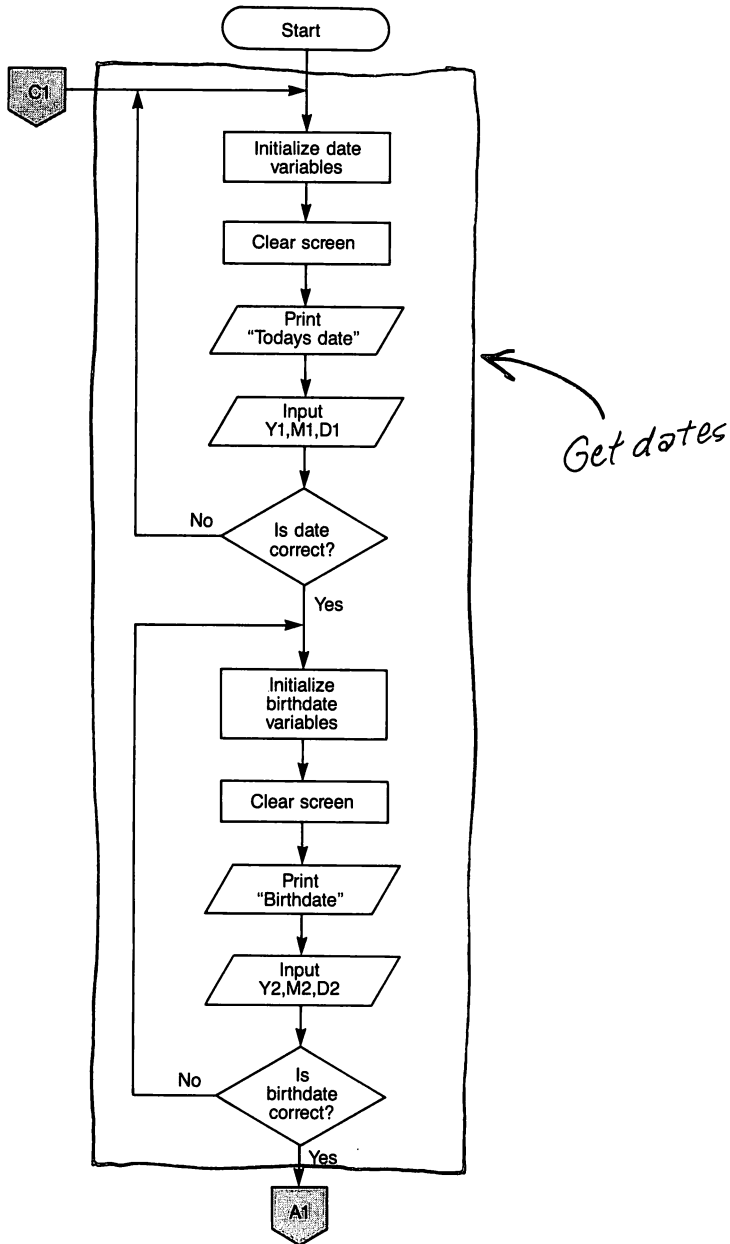 Start
C1
Initialize date
variables
Clear screen
Print
“Todays date”
Input
Y1,M1,D1
Get dates
No
Is date
correct?
Yes
Initialize
birthdate
variables
Clear screen
Print
“Birthdate”
Input
Y2,M2,D2
No
Is
birthdate
correct?
Yes
A1